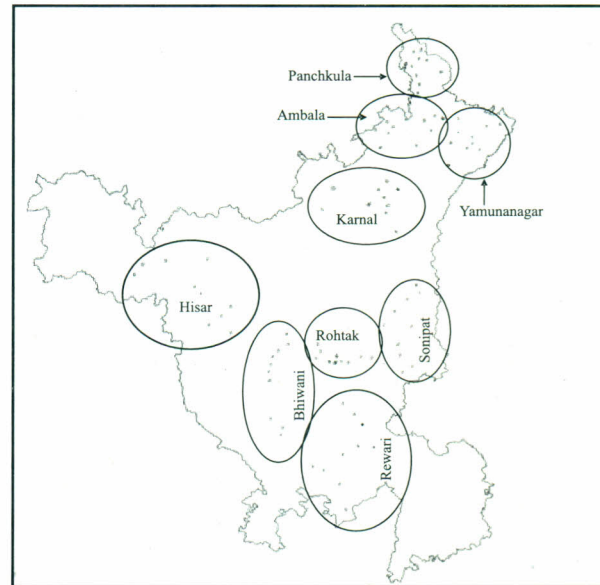 Panchkula
Ambala
Yamunanagar
Karnal
Hisar
Rohtak
Sonipat
Bhiwani
Rewari